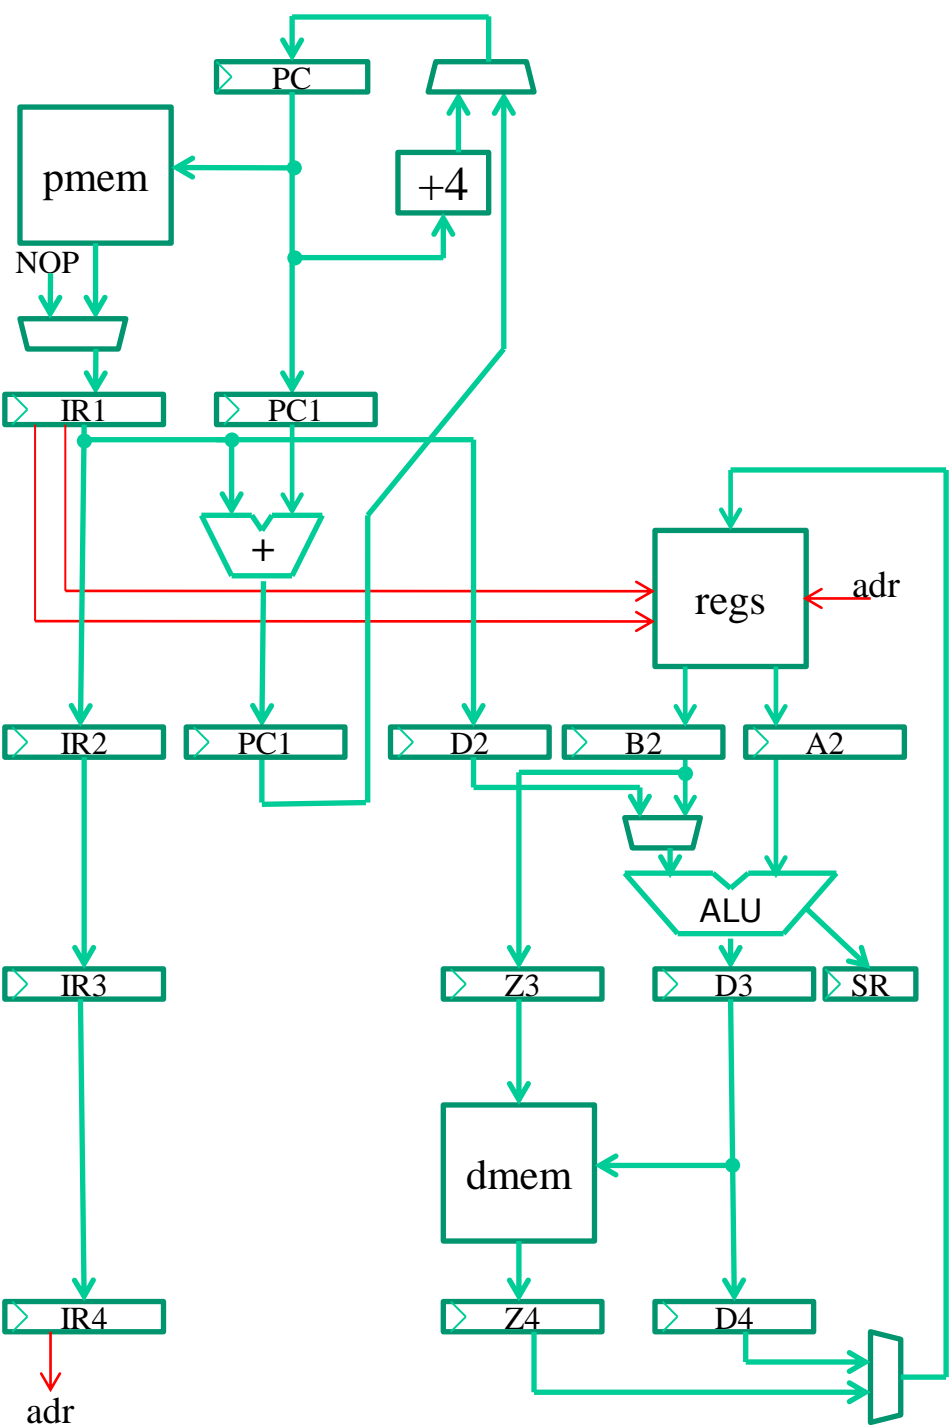 PC
pmem
+4
NOP
IR1
PC1
+
regs
adr
IR2
PC1
D2
B2
A2
ALU
IR3
Z3
D3
SR
dmem
IR4
Z4
D4
adr